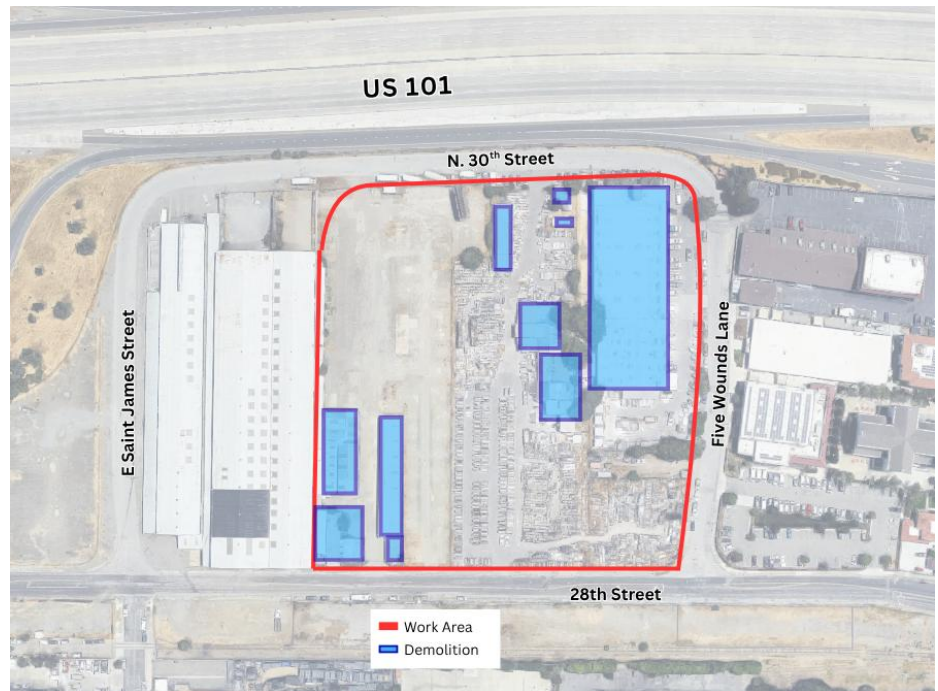 US 101
N. 30th Street
E Saint James Street
Five Wounds Lane
28th Street
Work Area
Demolition